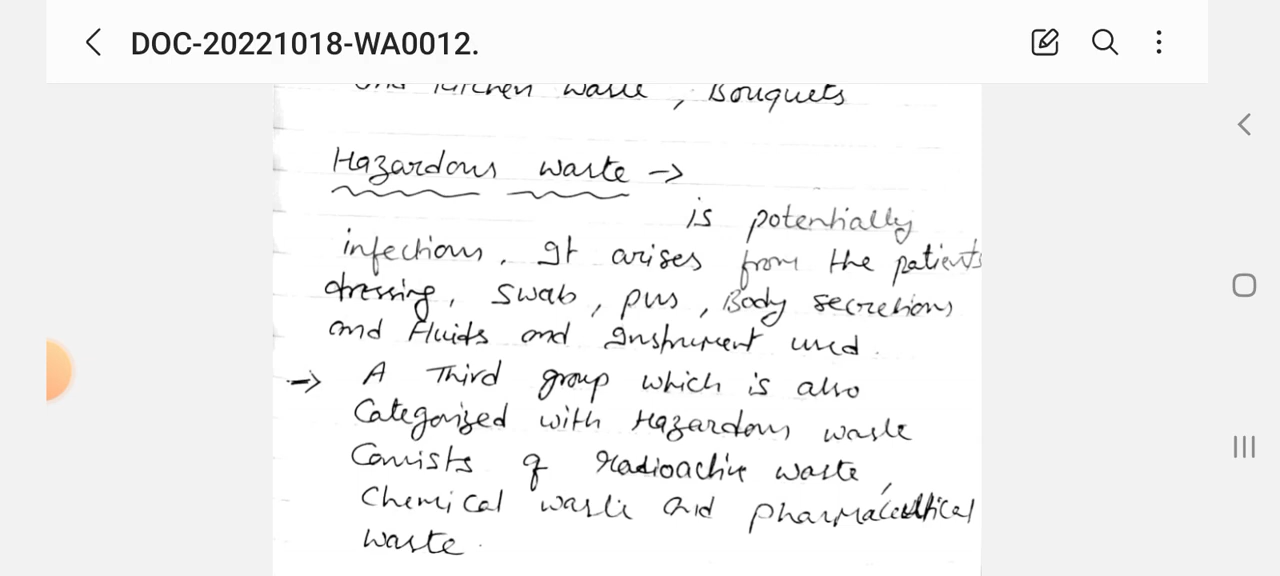 DOC-20221018-WA0012.
and kitchen waste, Bouquets
Hazardous waste ->
is potentially
infectious. It arises from the patients
dressing, swab, pus, Body secretions
and Fluids and Instrument used.
-> A Third group which is also
Categorized with Hazardous waste
Consists of Radioactive waste,
Chemical waste and pharmaceutical
waste.